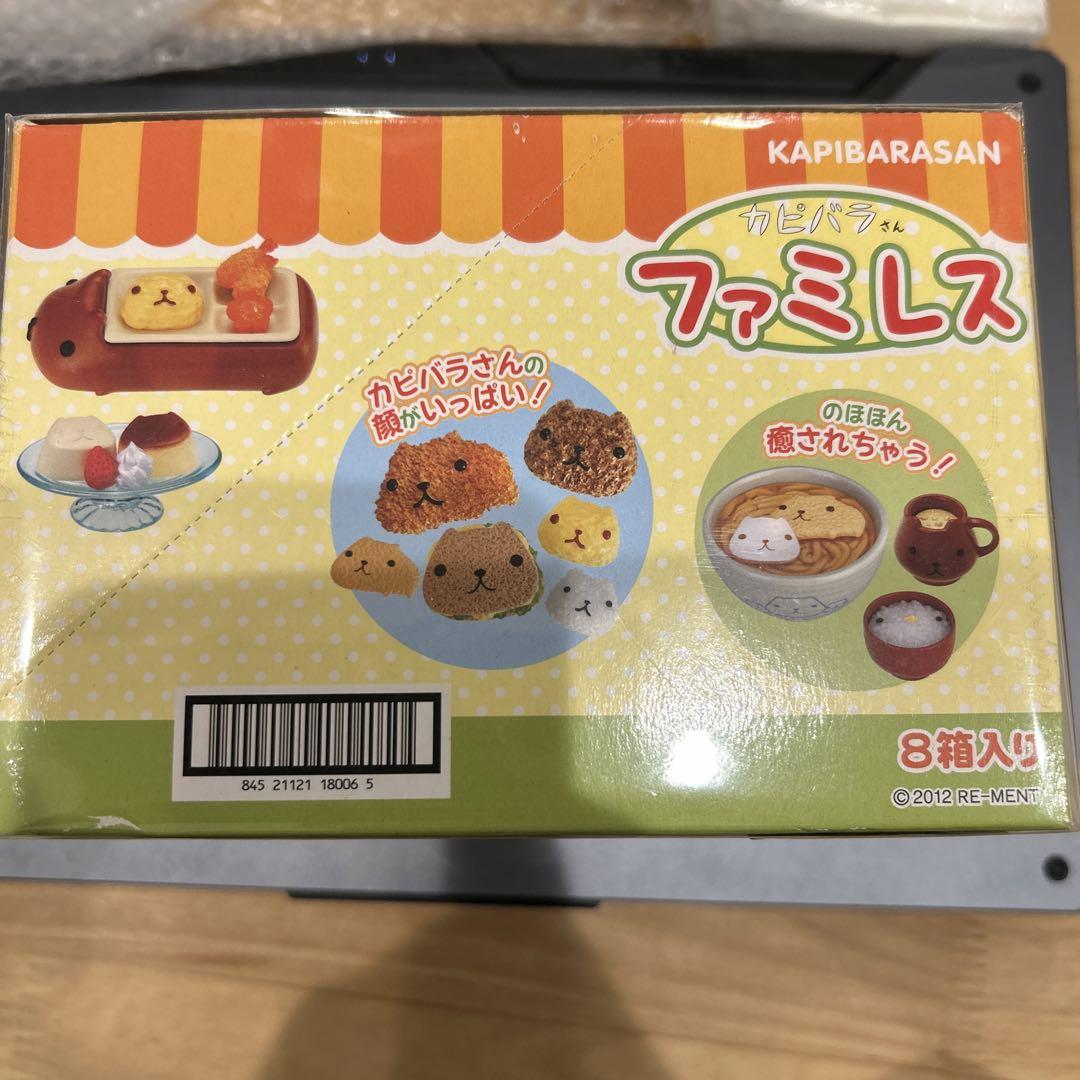 KAPIBARASAN
カピバラさん
ファミレス
カピバラさんの
顔がいっぱい!
のほほん
癒されちゃう!
845 21121 18006 5
8箱入り
©2012 RE-MENT